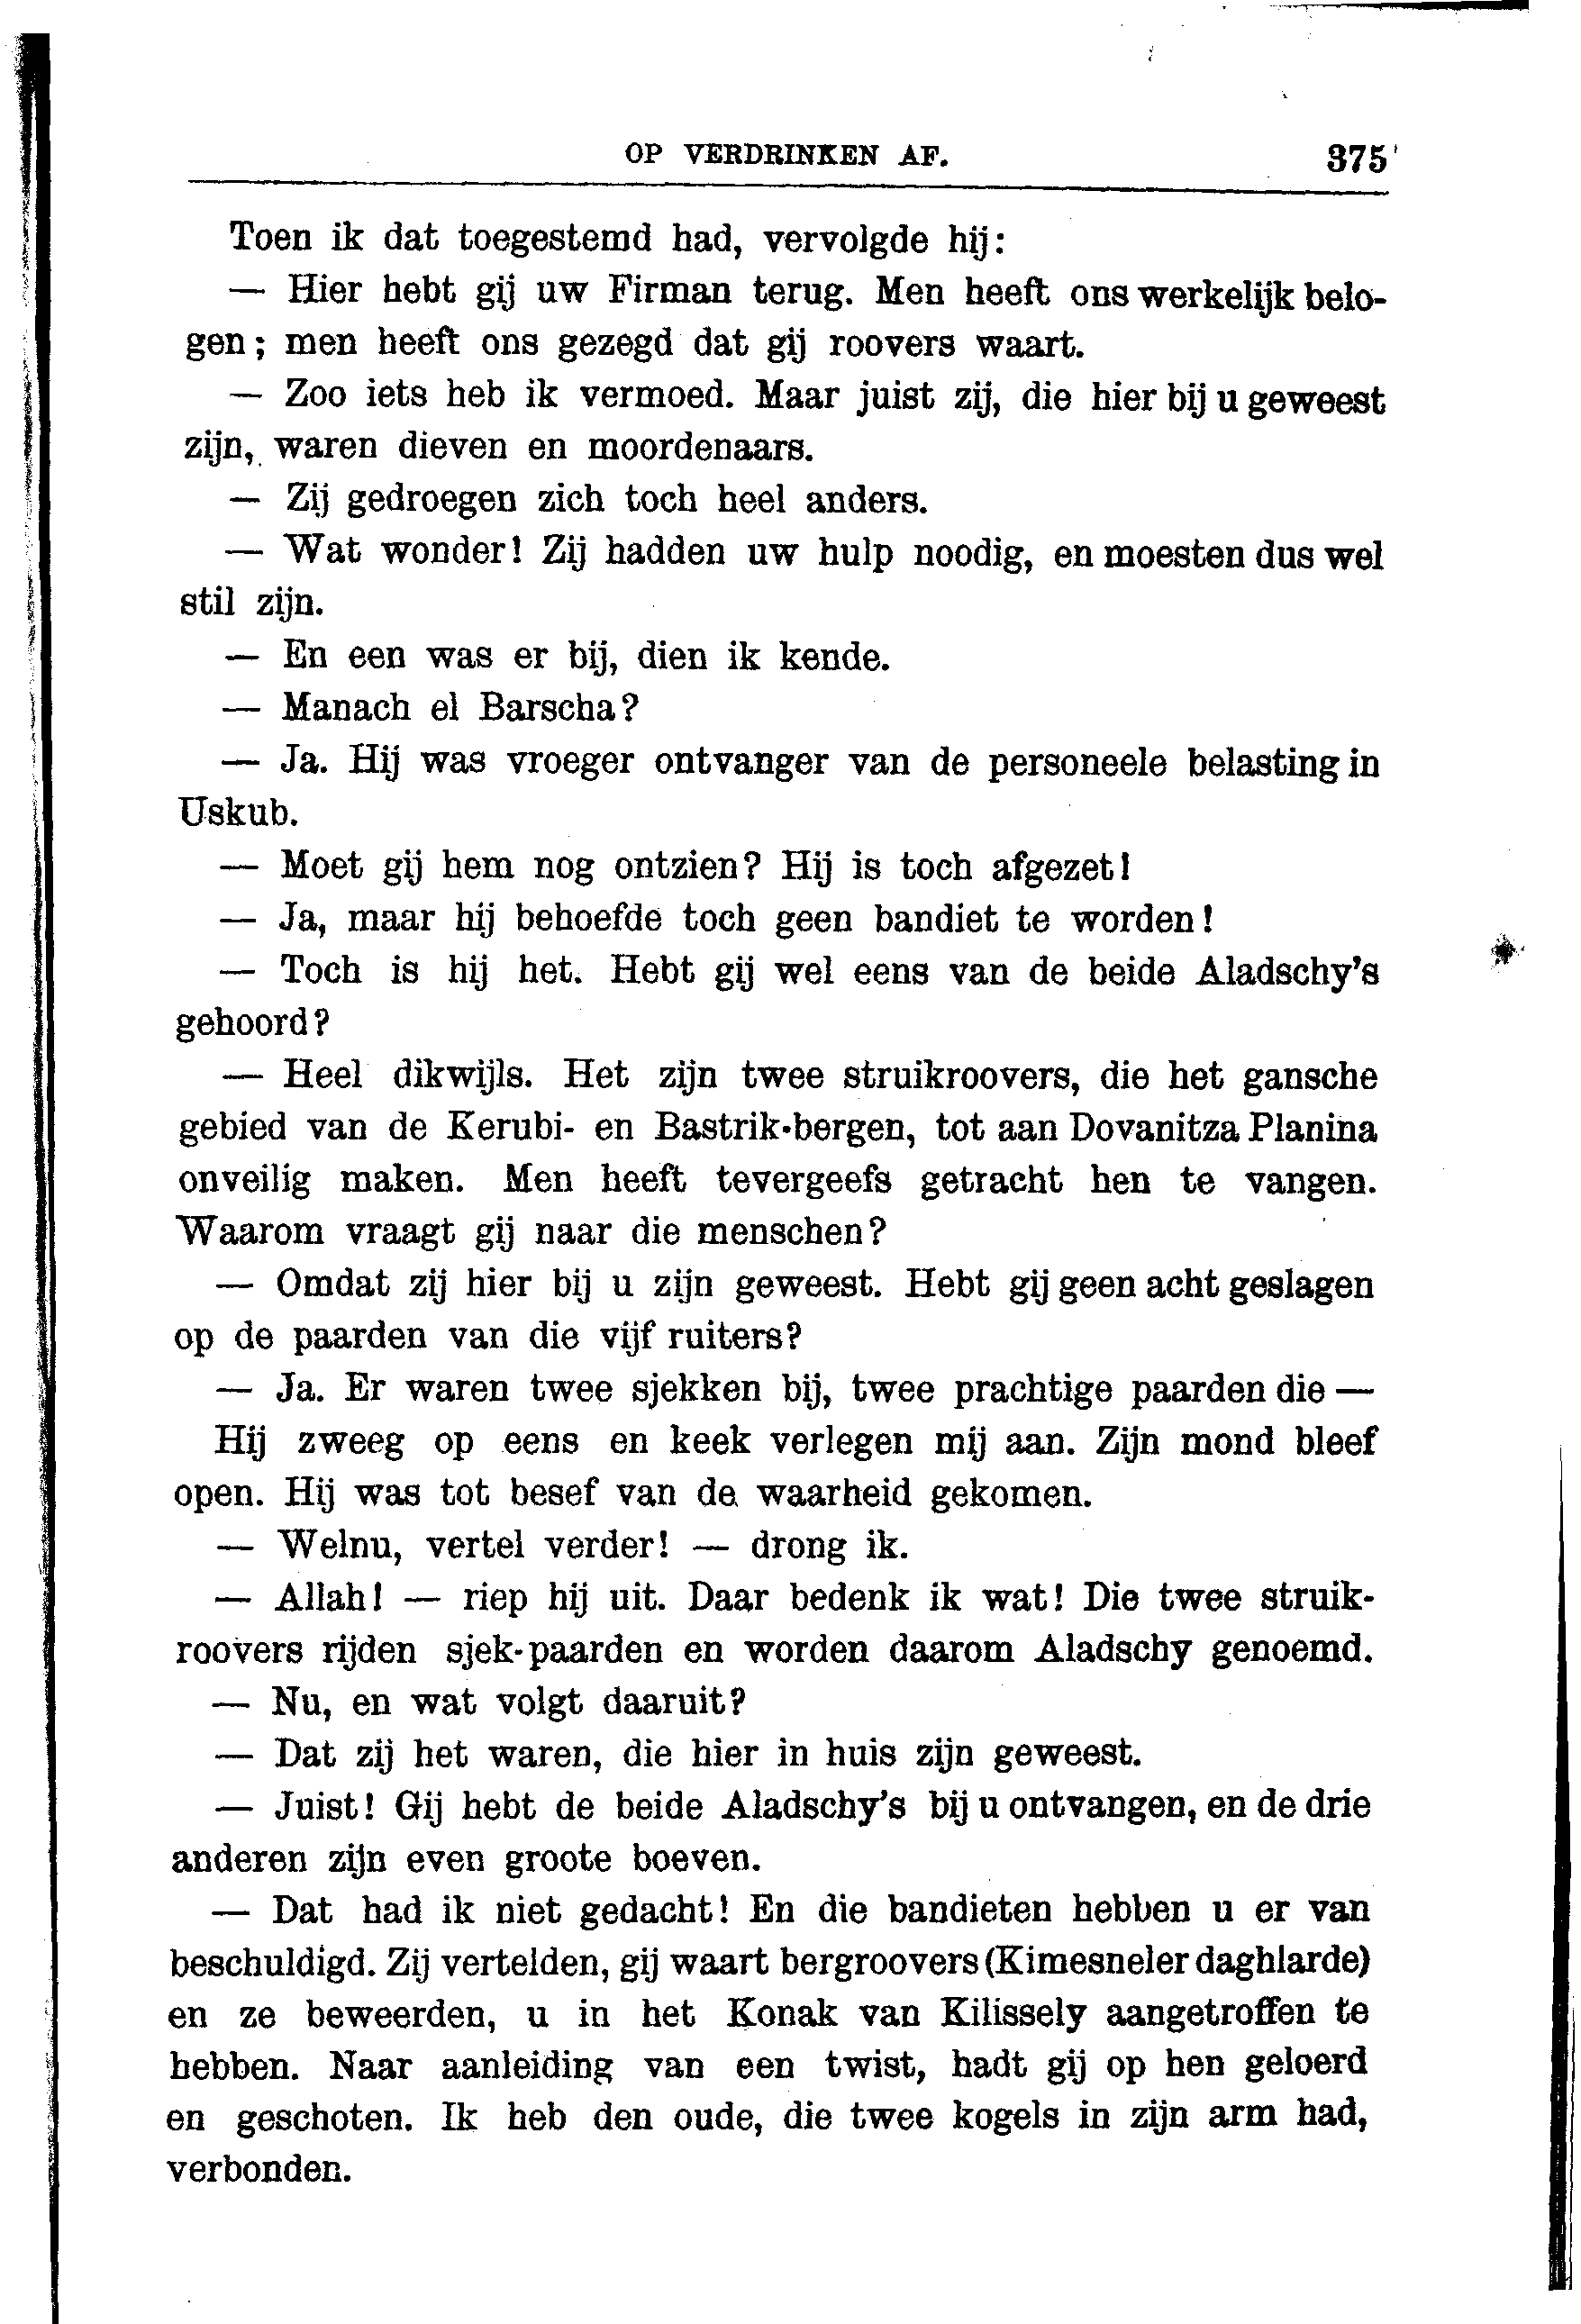 OP VERDRINKEN AF. 375
Toen ik dat toegestemd had, vervolgde hij:
— Hier hebt gij uw Firman terug. Men heeft ons werkelijk belo-
gen; men heeft ons gezegd dat gij roovers waart.
— Zoo iets heb ik vermoed. Maar juist zij, die hier bij u geweest
zijn, waren dieven en moordenaars.
— Zij gedroegen zich toch heel anders.
— Wat wonder! Zij hadden uw hulp noodig, en moesten dus wel
stil zijn.
— En een was er bij, dien ik kende.
— Manach el Barscha?
— Ja. Hij was vroeger ontvanger van de personeele belasting in
Uskub.
— Moet gij hem nog ontzien? Hij is toch afgezet!
— Ja, maar hij behoefde toch geen bandiet te worden!
— Toch is hij het. Hebt gij wel eens van de beide Aladschy's
gehoord?
— Heel dikwijls. Het zijn twee struikroovers, die het gansche
gebied van de Kerubi- en Bastrik-bergen, tot aan Dovanitza Planina
onveilig maken. Men heeft tevergeefs getracht hen te vangen.
Waarom vraagt gij naar die menschen?
— Omdat zij hier bij u zijn geweest. Hebt gij geen acht geslagen
op de paarden van die vijf ruiters?
— Ja. Er waren twee sjekken bij, twee prachtige paarden die —
Hij zweeg op eens en keek verlegen mij aan. Zijn mond bleef
open. Hij was tot besef van de waarheid gekomen.
— Welnu, vertel verder! — drong ik.
— Allah! — riep hij uit. Daar bedenk ik wat! Die twee struik-
roovers rijden sjek-paarden en worden daarom Aladschy genoemd.
— Nu, en wat volgt daaruit?
— Dat zij het waren, die hier in huis zijn geweest.
— Juist! Gij hebt de beide Aladschy's bij u ontvangen, en de drie
anderen zijn even groote boeven.
— Dat had ik niet gedacht! En die bandieten hebben u er van
beschuldigd. Zij vertelden, gij waart bergroovers (Kimesneler daghlarde)
en ze beweerden, u in het Konak van Kilissely aangetroffen te
hebben. Naar aanleiding van een twist, hadt gij op hen geloerd
en geschoten. Ik heb den oude, die twee kogels in zijn arm had,
verbonden.